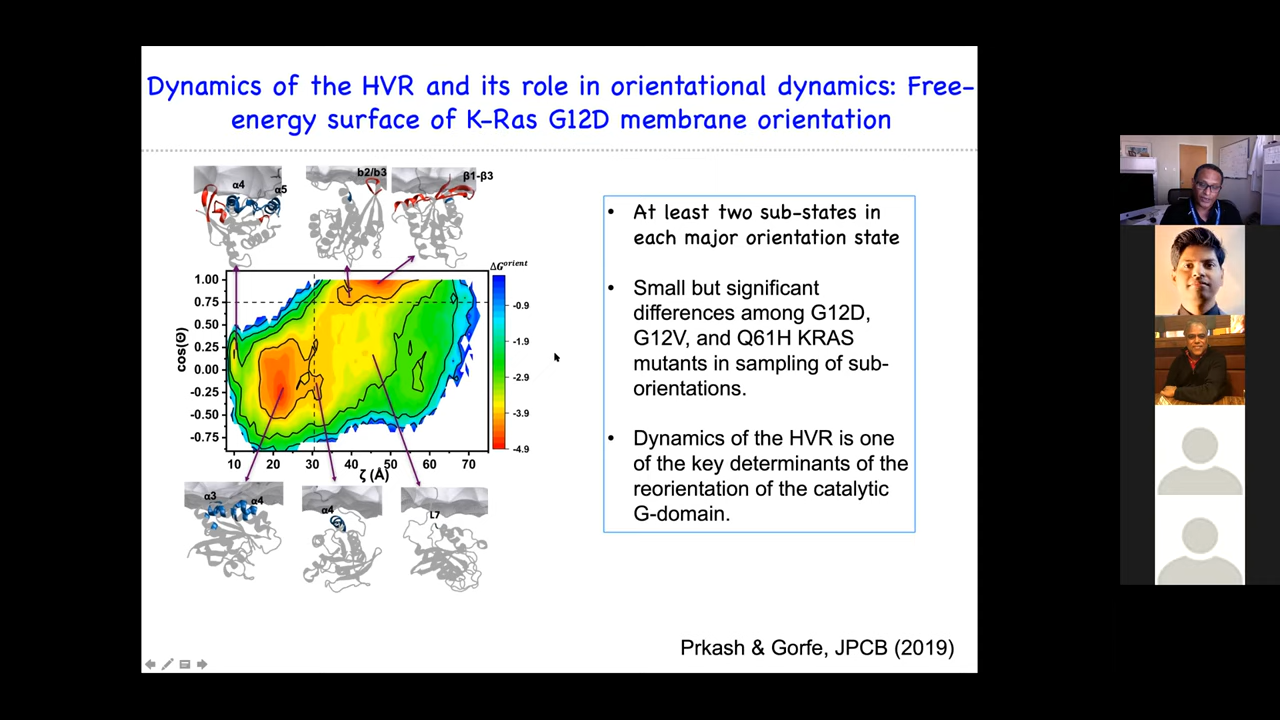 Dynamics of the HVR and its role in orientational dynamics: Free-
energy surface of K-Ras G12D membrane orientation
α4
α5
b2/b3
β1-β3
ΔG^orient
1.00
0.75
0.50
0.25
0.00
-0.25
-0.50
-0.75
cos(Θ)
10 20 30 40 50 60 70
ζ (Å)
-0.9
-1.9
-2.9
-3.9
-4.9
α3
α4
α4
L7
• At least two sub-states in
each major orientation state
• Small but significant
differences among G12D,
G12V, and Q61H KRAS
mutants in sampling of sub-
orientations.
• Dynamics of the HVR is one
of the key determinants of the
reorientation of the catalytic
G-domain.
Prkash & Gorfe, JPCB (2019)